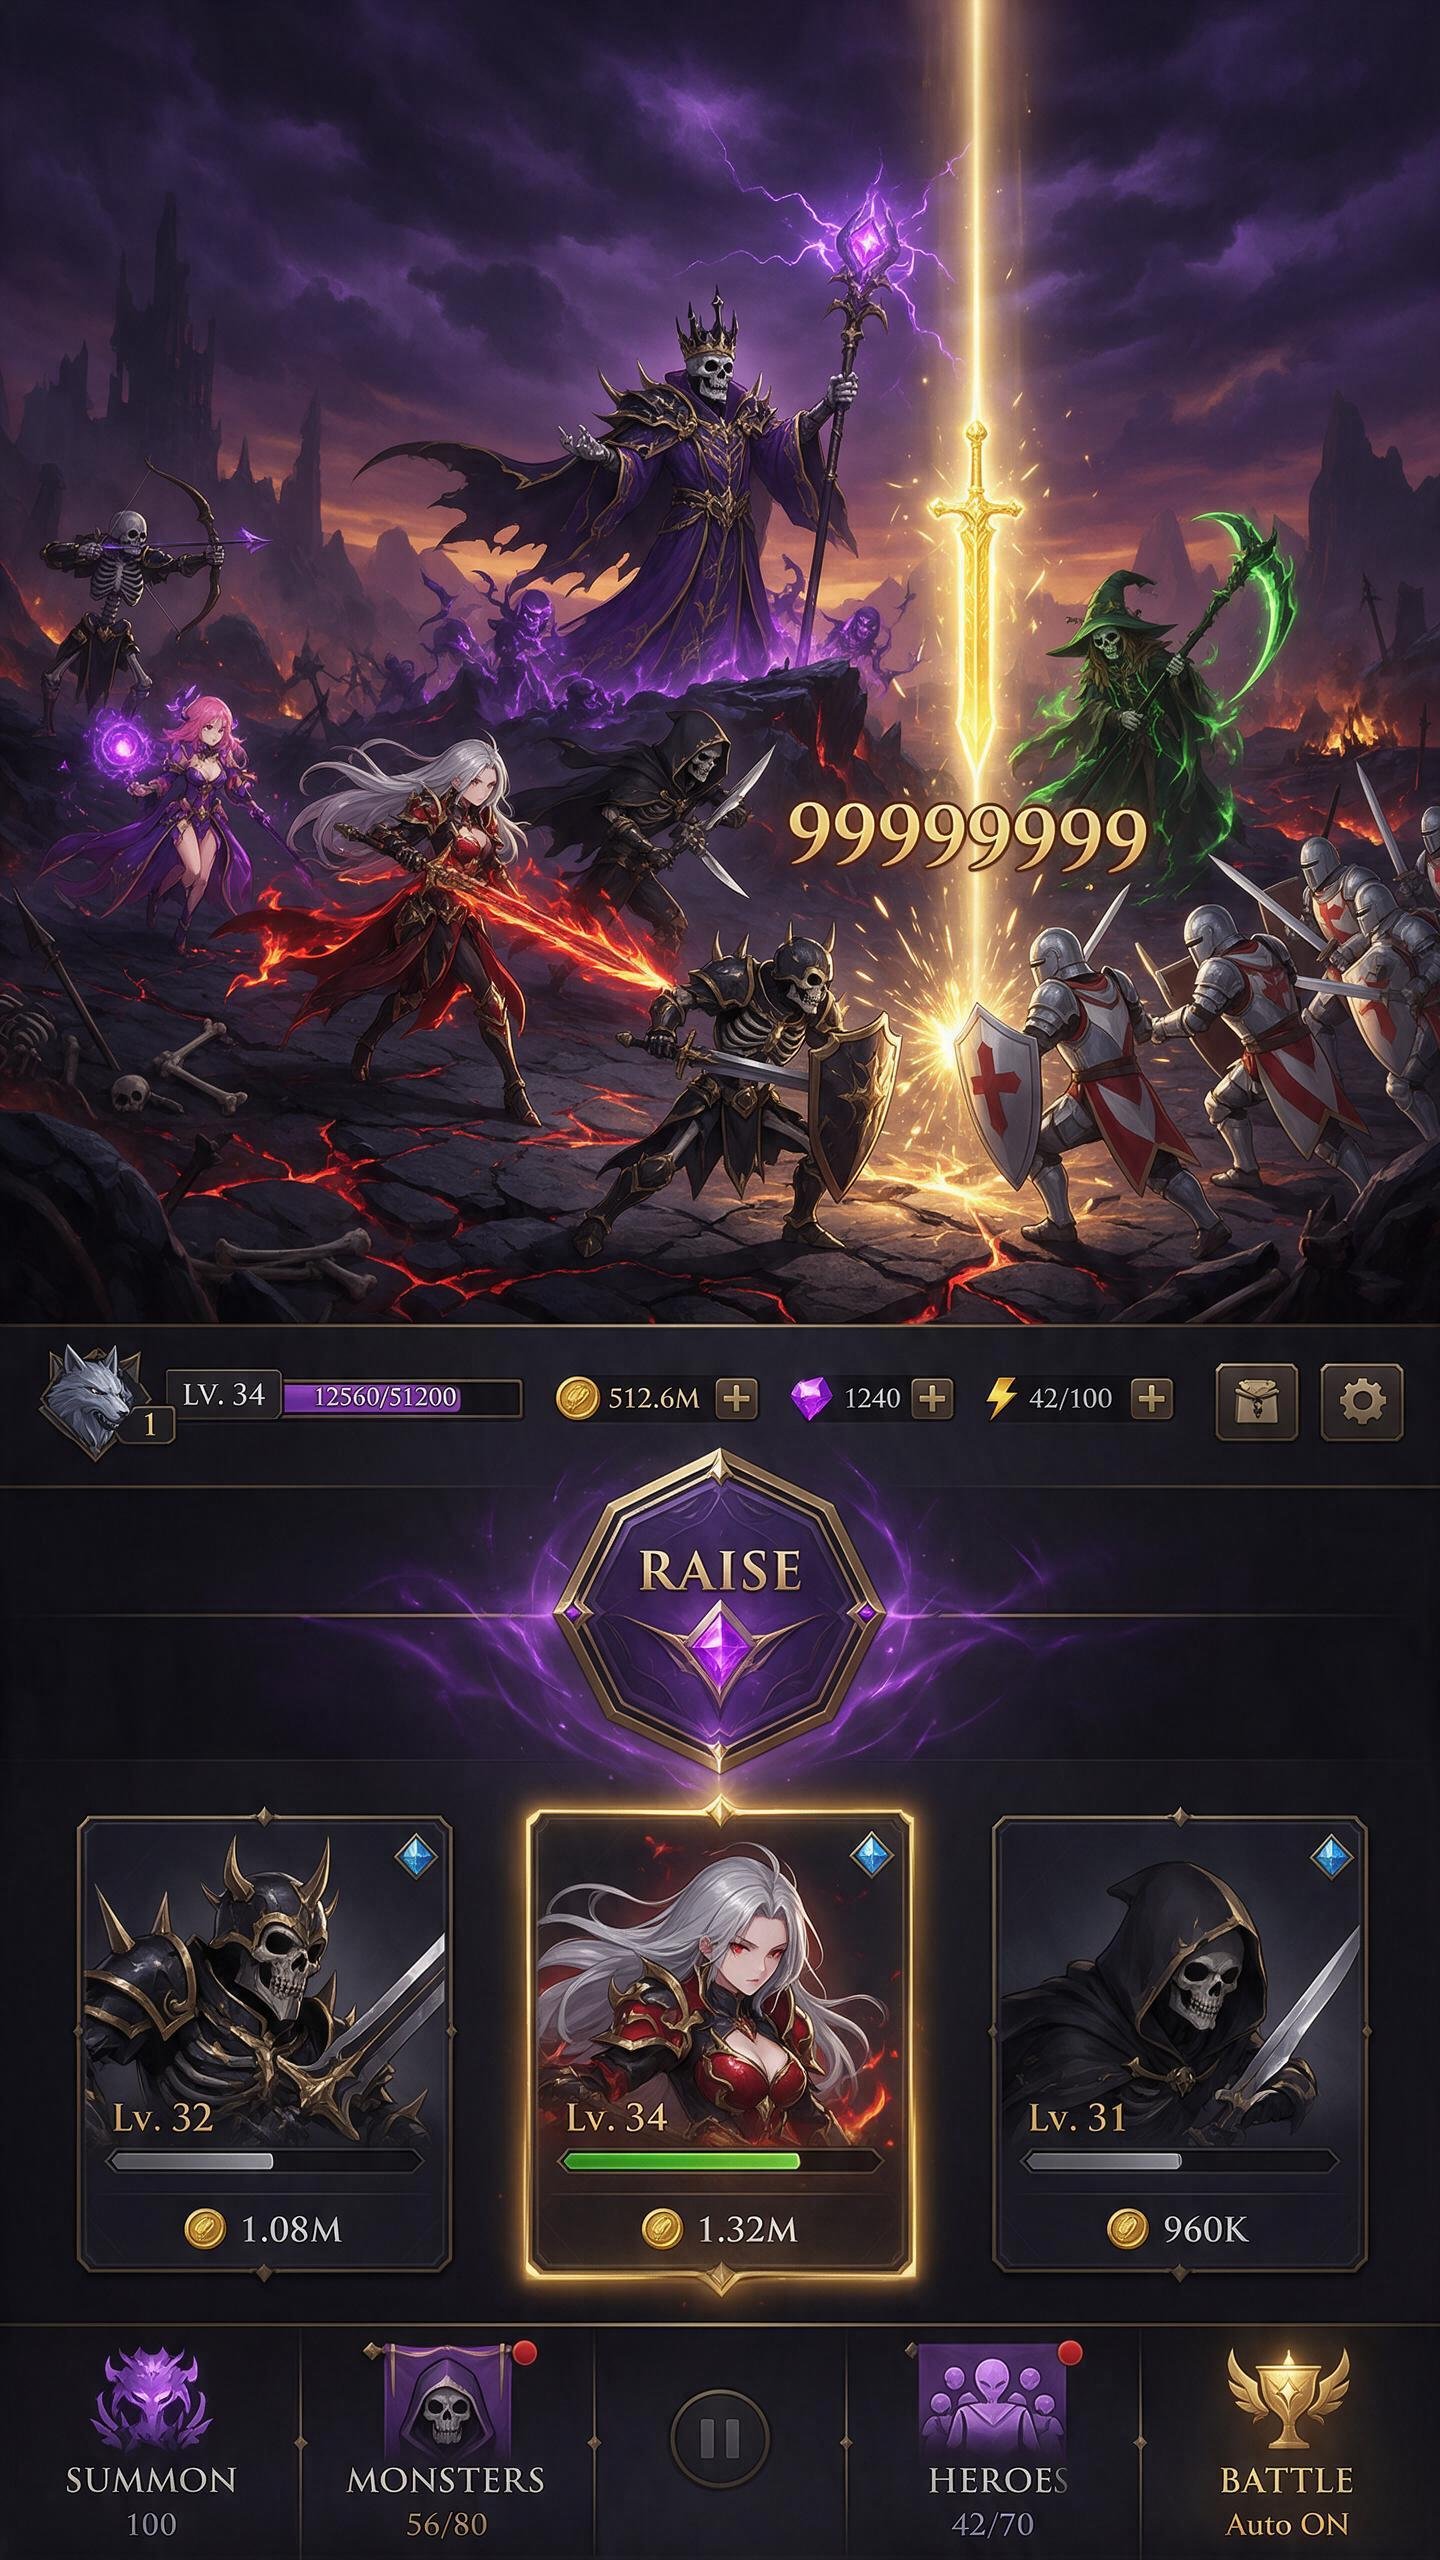 99999999
LV. 34
12560/51200
512.6M
1240
42/100
1
RAISE
Lv. 32
Lv. 34
Lv. 31
1.08M
1.32M
960K
SUMMON
MONSTERS
HEROES
BATTLE
100
56/80
42/70
Auto ON